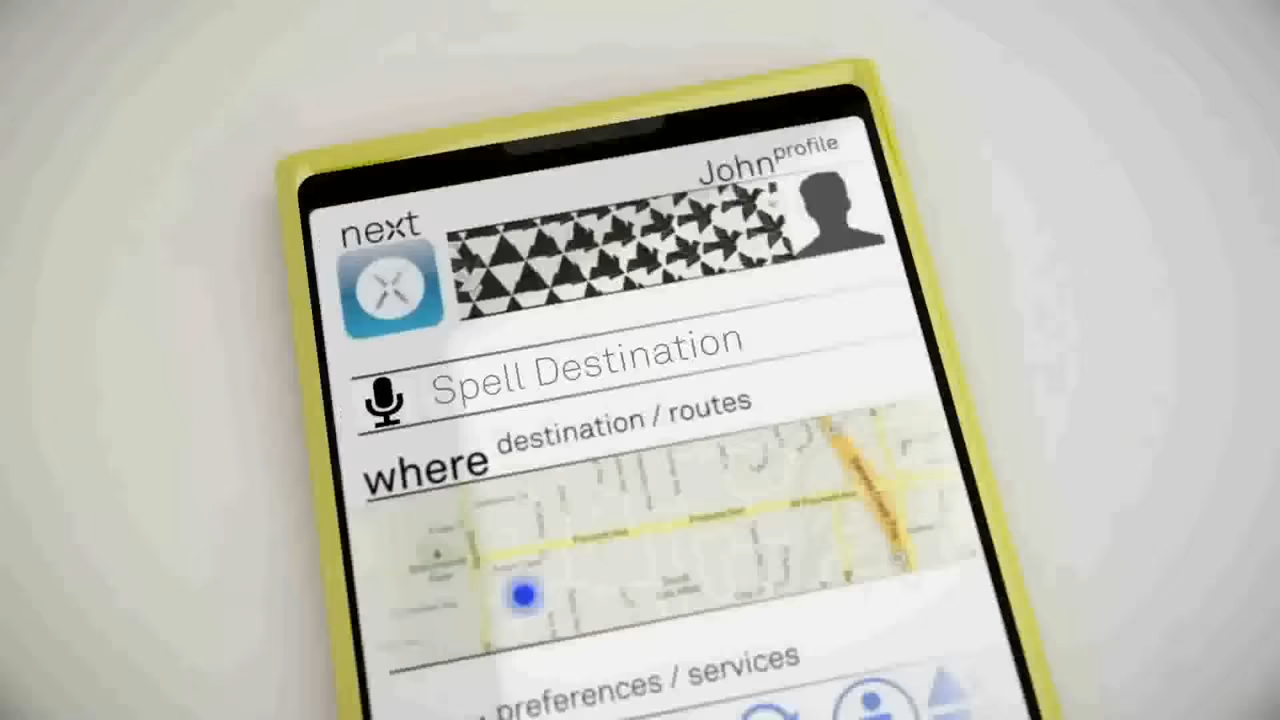 John profile
next
Spell Destination
where destination / routes
preferences / services